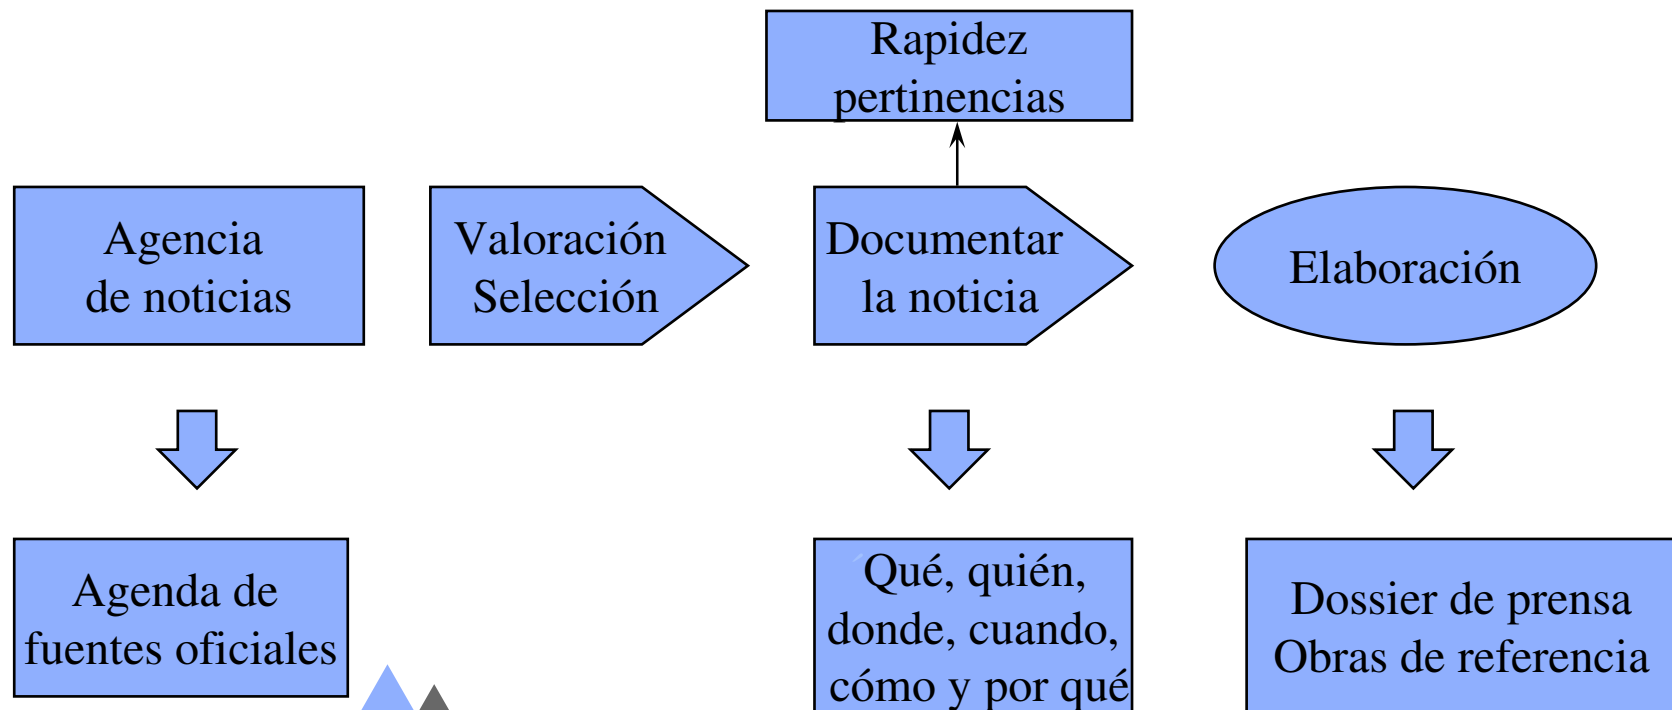 Rapidez
pertinencias
Agencia
de noticias
Valoración
Selección
Documentar
la noticia
Elaboración
Agenda de
fuentes oficiales
Qué, quién,
donde, cuando,
cómo y por qué
Dossier de prensa
Obras de referencia